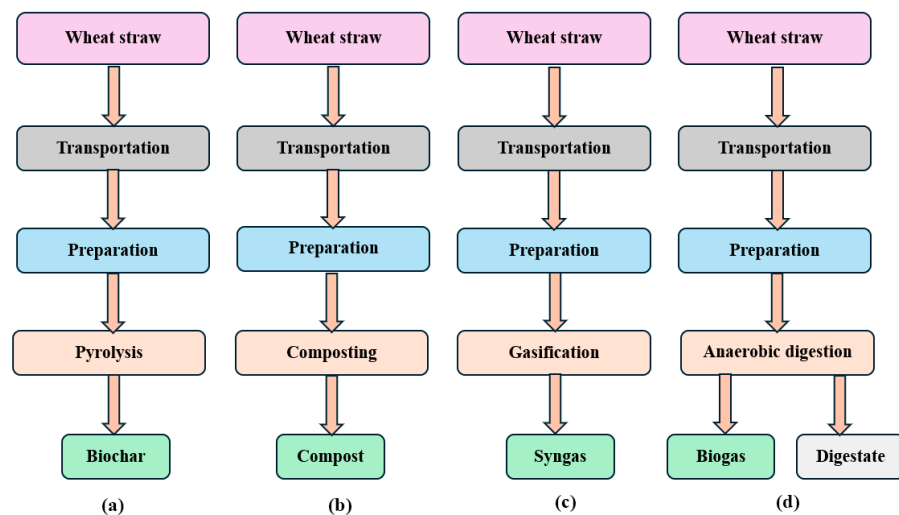 Wheat straw
Wheat straw
Wheat straw
Wheat straw
Transportation
Transportation
Transportation
Transportation
Preparation
Preparation
Preparation
Preparation
Pyrolysis
Composting
Gasification
Anaerobic digestion
Biochar
Compost
Syngas
Biogas
Digestate
(a)
(b)
(c)
(d)